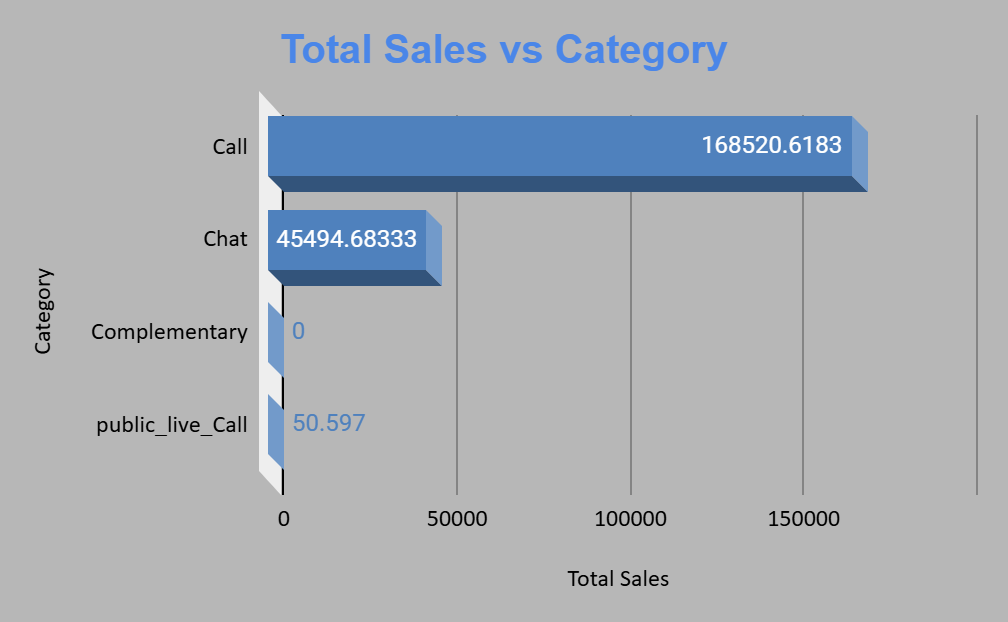 Total Sales vs Category
Call
168520.6183
Chat
45494.68333
Complementary
0
public_live_Call
50.597
Category
0
50000
100000
150000
Total Sales